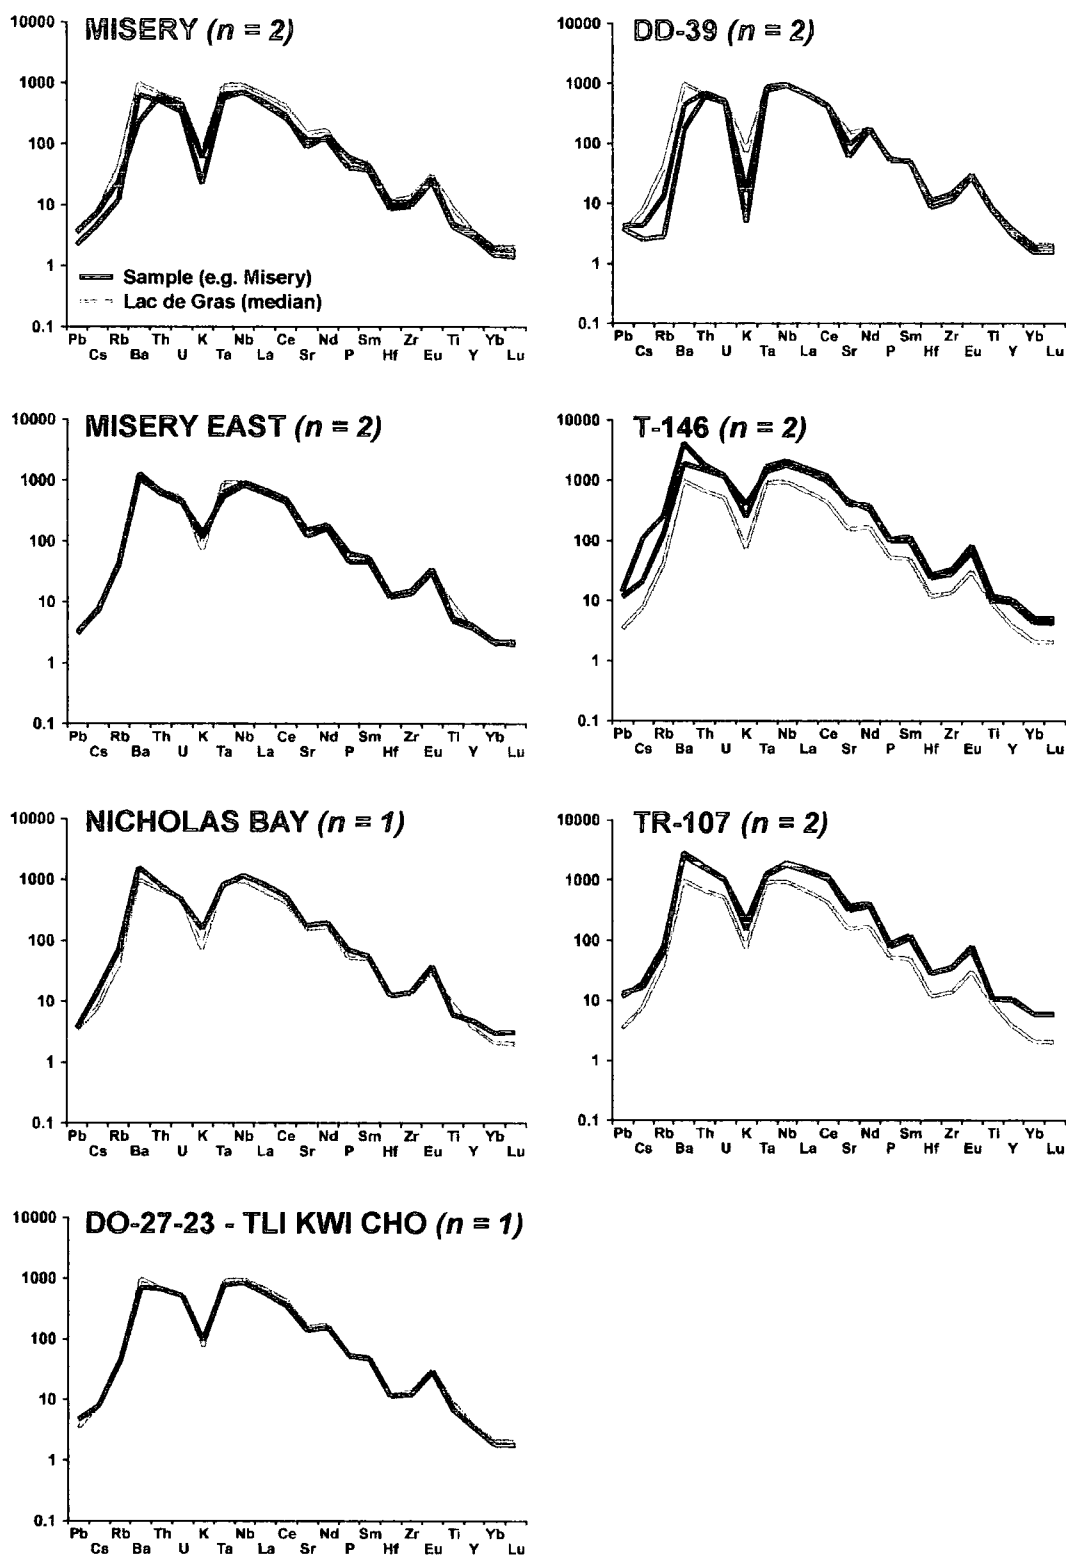 MISERY (n = 2)
10000
1000
100
10
1
0.1
Sample (e.g. Misery)
Lac de Gras (median)
Pb Rb Th K Nb Ce Nd Sm Zr Ti Yb
Cs Ba U Ta La Sr P Hf Eu Y Lu
DD-39 (n = 2)
10000
1000
100
10
1
0.1
Pb Rb Th K Nb Ce Nd Sm Zr Ti Yb
Cs Ba U Ta La Sr P Hf Eu Y Lu
MISERY EAST (n = 2)
10000
1000
100
10
1
0.1
Pb Rb Th K Nb Ce Nd Sm Zr Ti Yb
Cs Ba U Ta La Sr P Hf Eu Y Lu
T-146 (n = 2)
10000
1000
100
10
1
0.1
Pb Rb Th K Nb Ce Nd Sm Zr Ti Yb
Cs Ba U Ta La Sr P Hf Eu Y Lu
NICHOLAS BAY (n = 1)
10000
1000
100
10
1
0.1
Pb Rb Th K Nb Ce Nd Sm Zr Ti Yb
Cs Ba U Ta La Sr P Hf Eu Y Lu
TR-107 (n = 2)
10000
1000
100
10
1
0.1
Pb Rb Th K Nb Ce Nd Sm Zr Ti Yb
Cs Ba U Ta La Sr P Hf Eu Y Lu
DO-27-23 - TLI KWI CHO (n = 1)
10000
1000
100
10
1
0.1
Pb Rb Th K Nb Ce Nd Sm Zr Ti Yb
Cs Ba U Ta La Sr P Hf Eu Y Lu